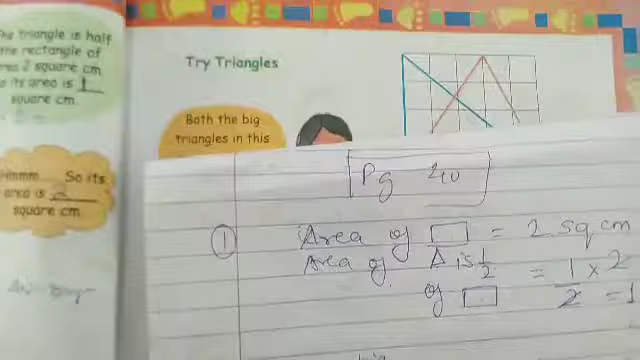 The triangle is half
the rectangle of
area 2 square cm.
So its area is 1
square cm.
Hmmm... So its
area is 2
square cm.
Try Triangles
Both the big
triangles in this
Pg 40
1 Area of □ = 2 sq cm
Area of Δ is 1/2 = 1/2 × 2
of □ = 1